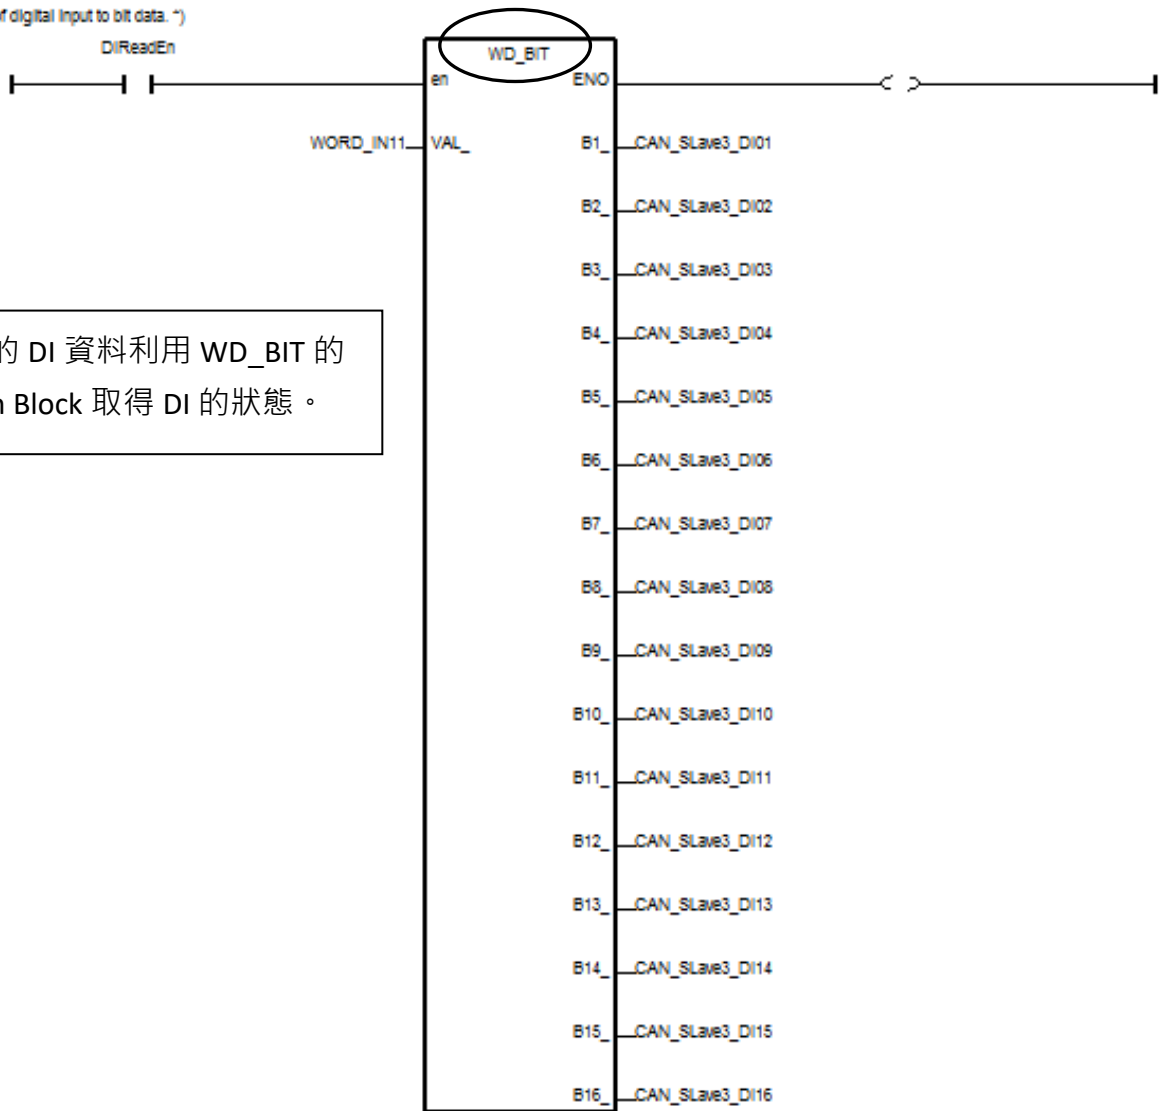 of digital input to bit data. *)
DIReadEn
WD_BIT
en ENO
WORD_IN11 VAL_ B1_ CAN_SLave3_DI01
B2_ CAN_SLave3_DI02
B3_ CAN_SLave3_DI03
B4_ CAN_SLave3_DI04
的 DI 資料利用 WD_BIT 的
n Block 取得 DI 的狀態。
B5_ CAN_SLave3_DI05
B6_ CAN_SLave3_DI06
B7_ CAN_SLave3_DI07
B8_ CAN_SLave3_DI08
B9_ CAN_SLave3_DI09
B10_ CAN_SLave3_DI10
B11_ CAN_SLave3_DI11
B12_ CAN_SLave3_DI12
B13_ CAN_SLave3_DI13
B14_ CAN_SLave3_DI14
B15_ CAN_SLave3_DI15
B16_ CAN_SLave3_DI16